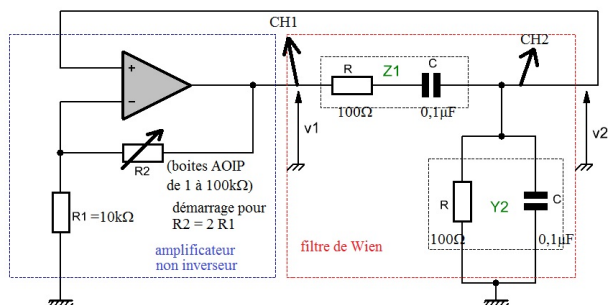 CH1
CH2
+
−
R
Z1
C
100Ω
0,1µF
v1
v2
R2
(boites AOIP
de 1 à 100kΩ)
démarrage pour
R2 = 2 R1
R1 =10kΩ
R
Y2
C
100Ω
0,1µF
amplificateur
non inverseur
filtre de Wien